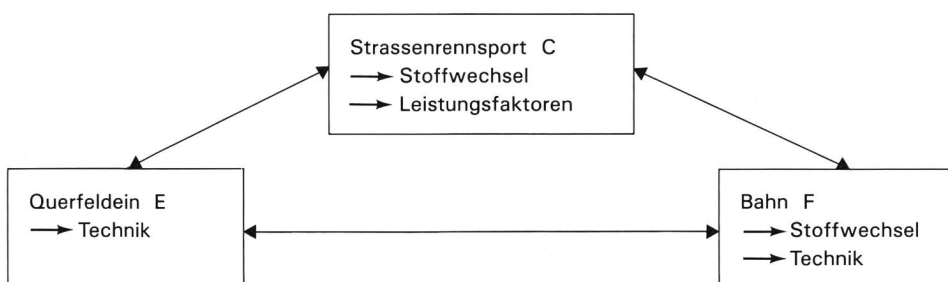 Strassenrennsport C
→ Stoffwechsel
→ Leistungsfaktoren
Querfeldein E
→ Technik
Bahn F
→ Stoffwechsel
→ Technik